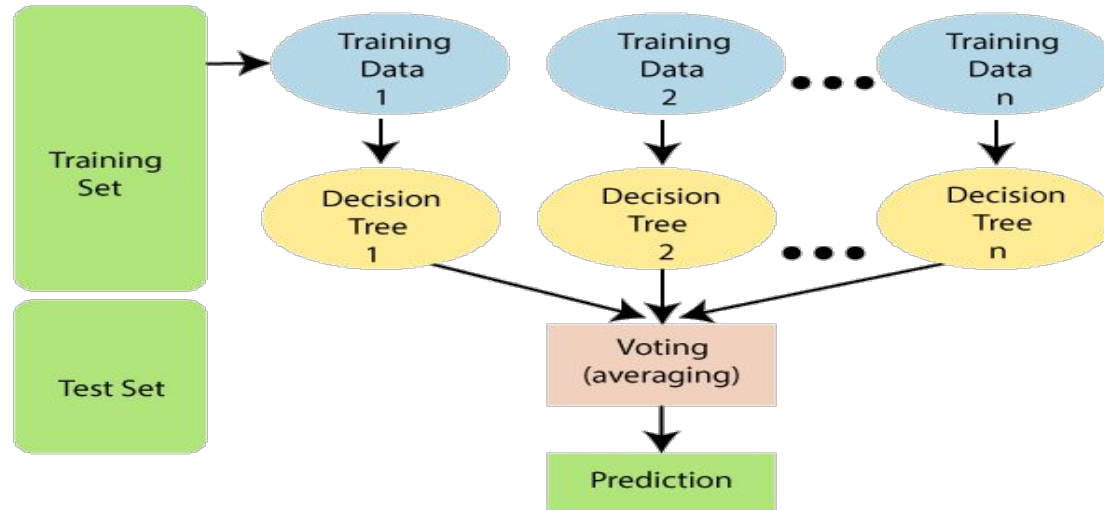 Training
Set
Test Set
Training
Data
1
Training
Data
2
Training
Data
n
Decision
Tree
1
Decision
Tree
2
Decision
Tree
n
Voting
(averaging)
Prediction